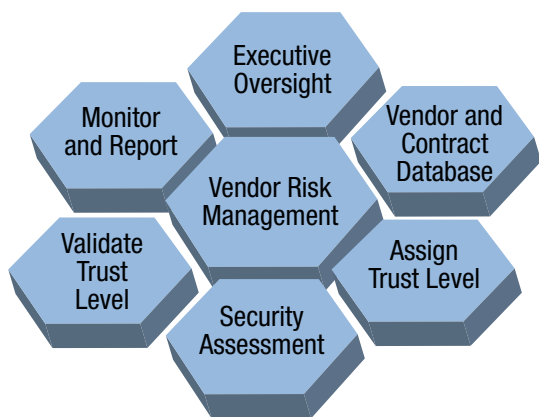 Executive
Oversight
Monitor
and Report
Vendor and
Contract
Database
Vendor Risk
Management
Validate
Trust
Level
Assign
Trust Level
Security
Assessment